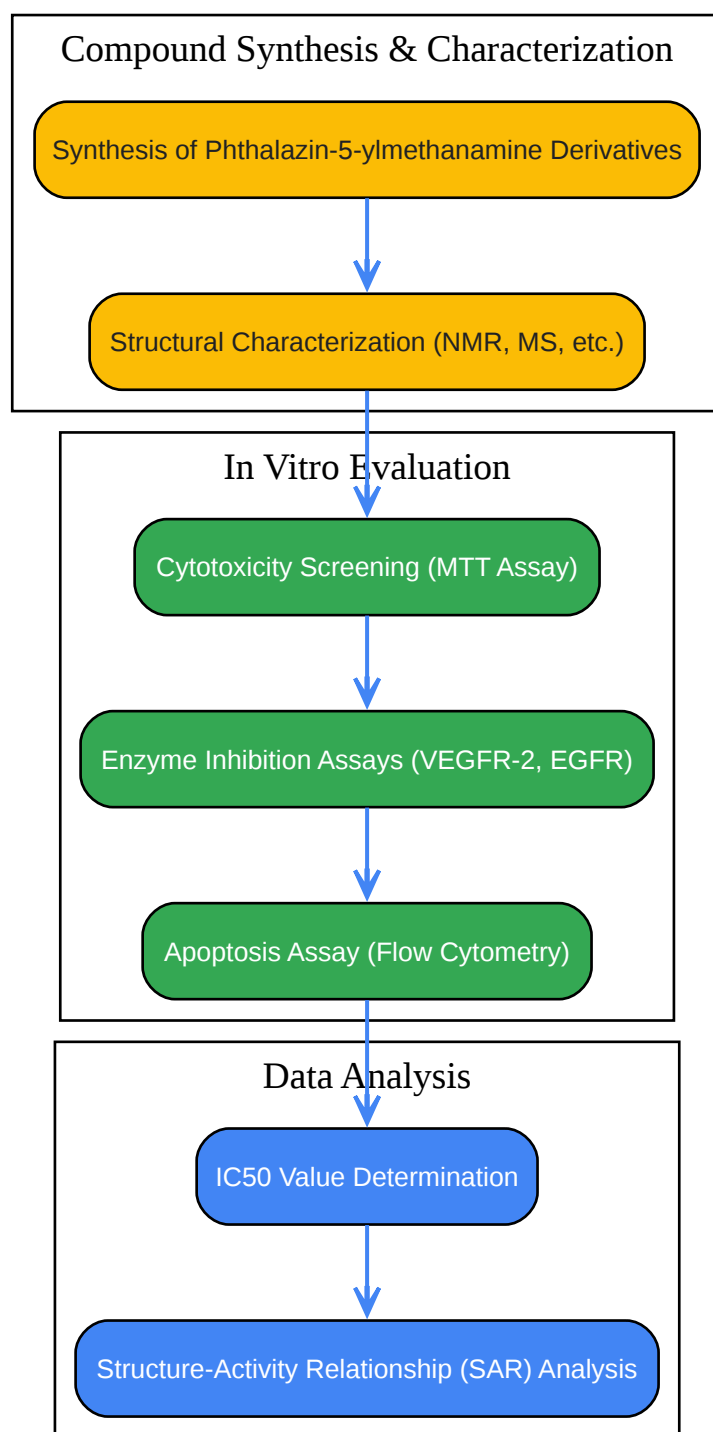 Compound Synthesis & Characterization
Synthesis of Phthalazin-5-ylmethanamine Derivatives
Structural Characterization (NMR, MS, etc.)
In Vitro Evaluation
Cytotoxicity Screening (MTT Assay)
Enzyme Inhibition Assays (VEGFR-2, EGFR)
Apoptosis Assay (Flow Cytometry)
Data Analysis
IC50 Value Determination
Structure-Activity Relationship (SAR) Analysis